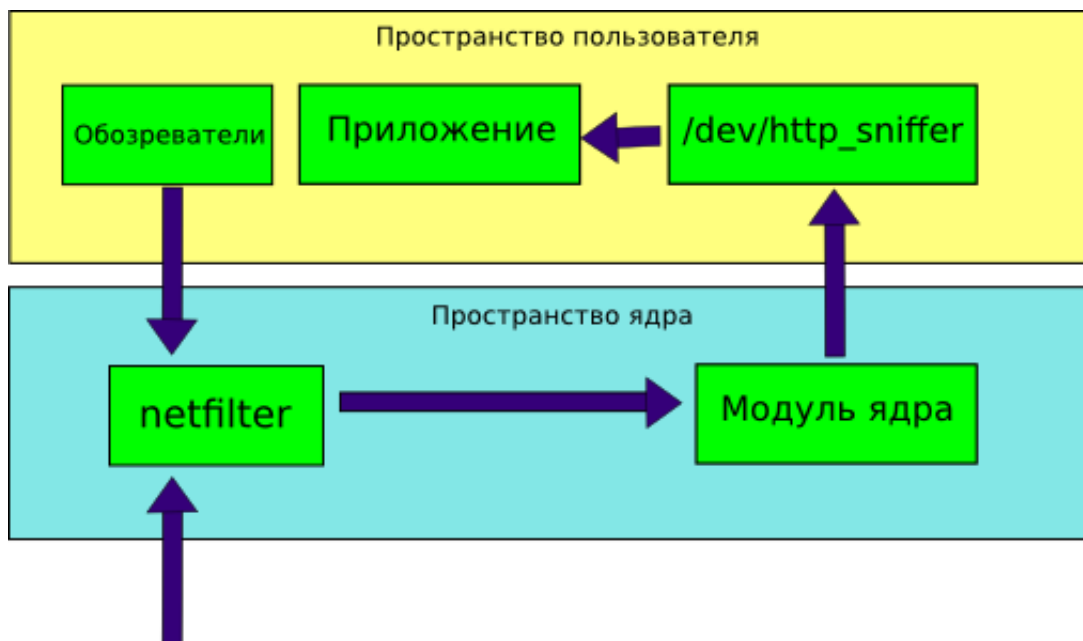 Пространство пользователя
Обозреватели
Приложение
/dev/http_sniffer
Пространство ядра
netfilter
Модуль ядра